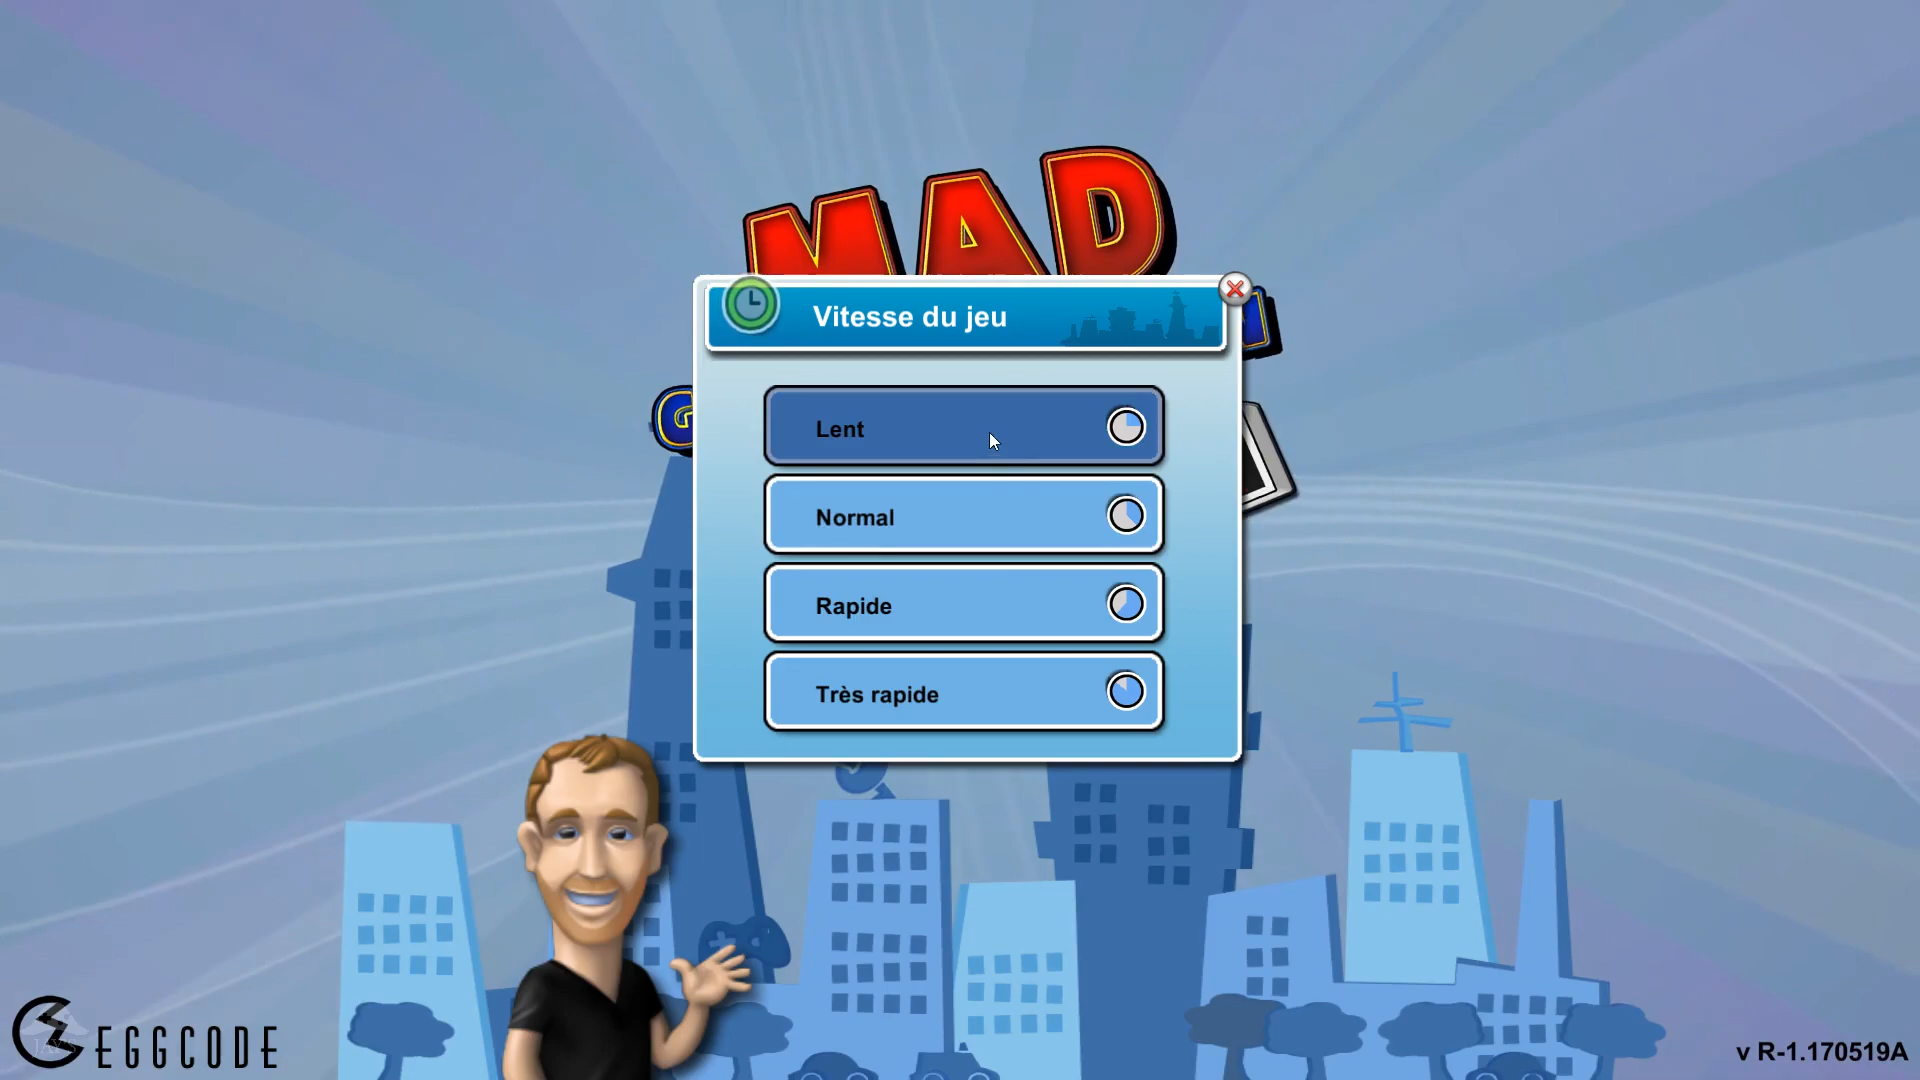 MAD
Vitesse du jeu
Lent
Normal
Rapide
Très rapide
EGGCODE
v R-1.170519A